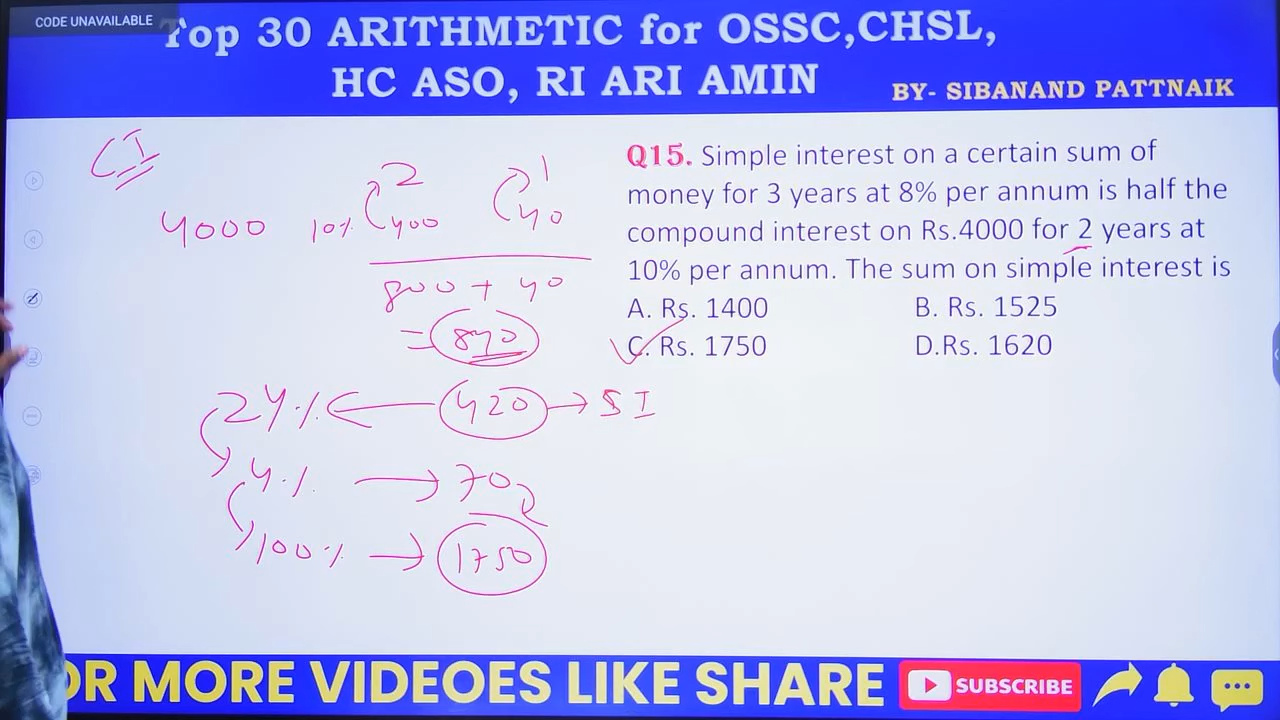 CODE UNAVAILABLE
Top 30 ARITHMETIC for OSSC,CHSL,
HC ASO, RI ARI AMIN
BY- SIBANAND PATTNAIK
Q15. Simple interest on a certain sum of
money for 3 years at 8% per annum is half the
compound interest on Rs.4000 for 2 years at
10% per annum. The sum on simple interest is
A. Rs. 1400
B. Rs. 1525
C. Rs. 1750
D.Rs. 1620
CI
2 1
4000 10% 400 40
800 + 40
= 840
24% ← 420 → SI
4% → 70
100% → 1750
OR MORE VIDEOES LIKE SHARE
SUBSCRIBE